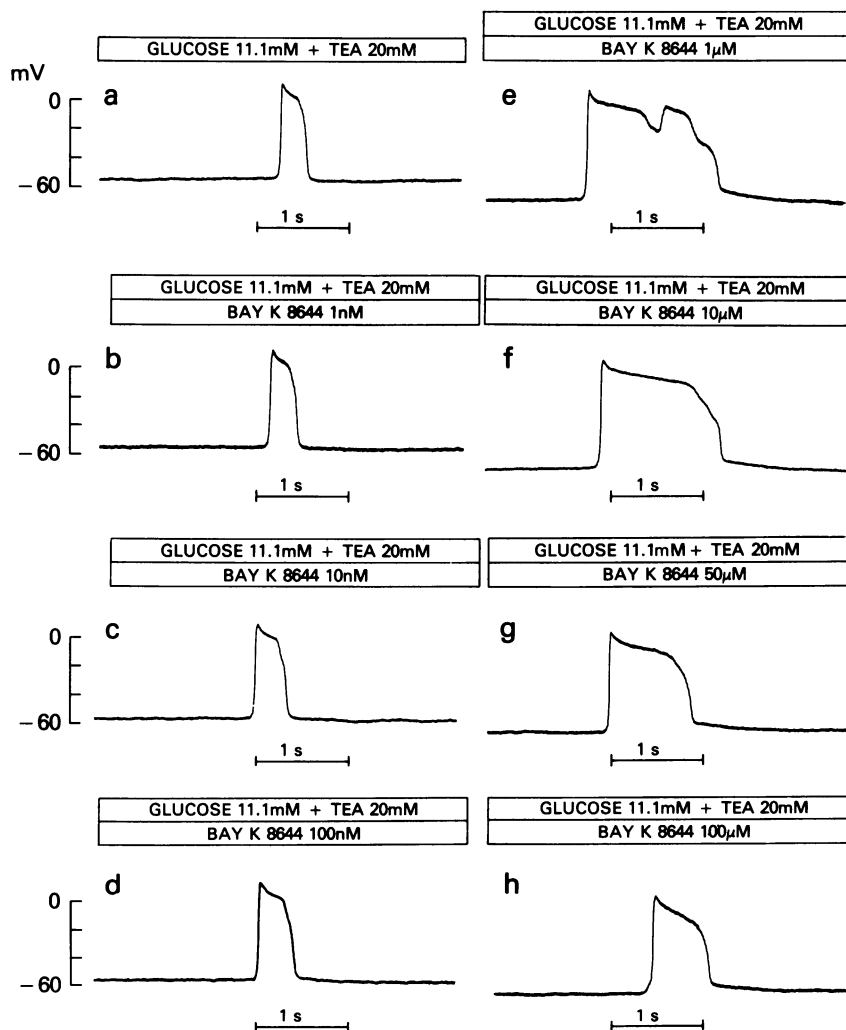 GLUCOSE 11.1mM + TEA 20mM
mV
a
0
−60
1 s
GLUCOSE 11.1mM + TEA 20mM
BAY K 8644 1nM
b
0
−60
1 s
GLUCOSE 11.1mM + TEA 20mM
BAY K 8644 10nM
c
0
−60
1 s
GLUCOSE 11.1mM + TEA 20mM
BAY K 8644 100nM
d
0
−60
1 s
GLUCOSE 11.1mM + TEA 20mM
BAY K 8644 1μM
e
1 s
GLUCOSE 11.1mM + TEA 20mM
BAY K 8644 10μM
f
1 s
GLUCOSE 11.1mM + TEA 20mM
BAY K 8644 50μM
g
1 s
GLUCOSE 11.1mM + TEA 20mM
BAY K 8644 100μM
h
1 s